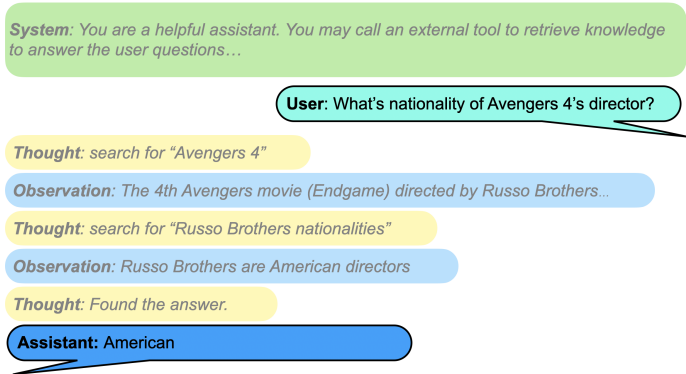 System: You are a helpful assistant. You may call an external tool to retrieve knowledge
to answer the user questions…
User: What's nationality of Avengers 4's director?
Thought: search for “Avengers 4”
Observation: The 4th Avengers movie (Endgame) directed by Russo Brothers…
Thought: search for “Russo Brothers nationalities”
Observation: Russo Brothers are American directors
Thought: Found the answer.
Assistant: American